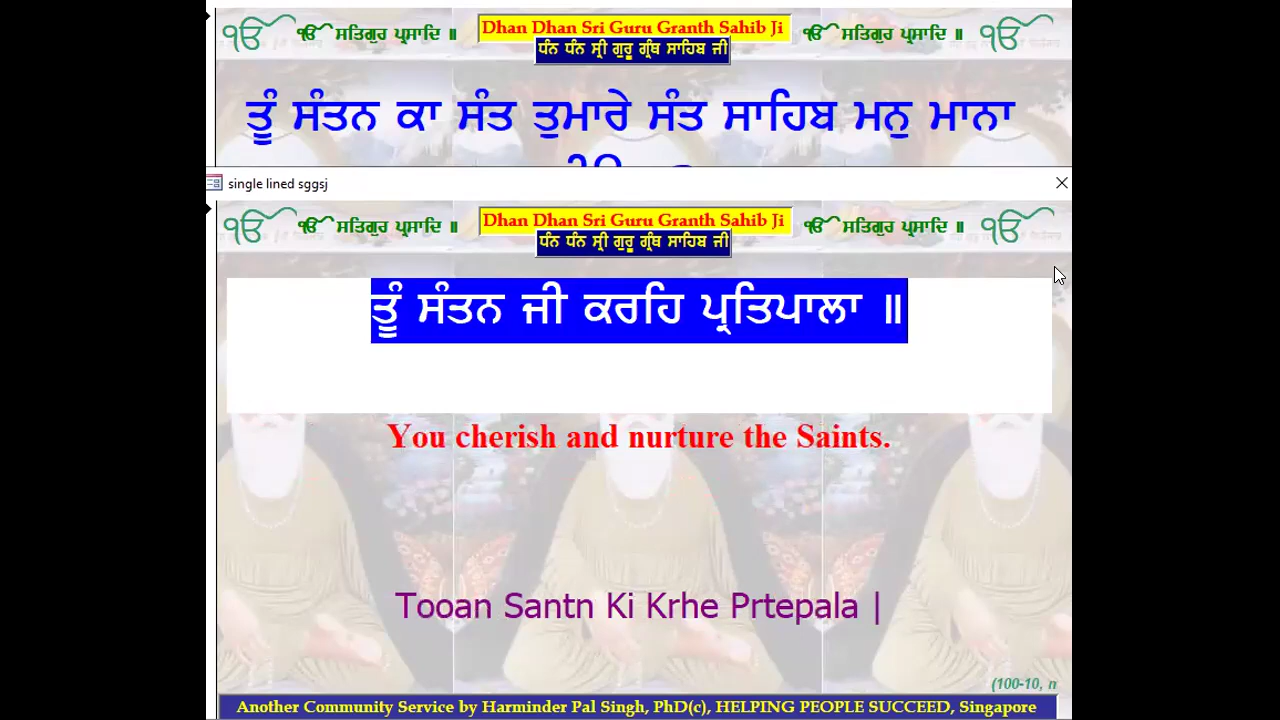 ੴ ੴ ਸਤਿਗੁਰ ਪ੍ਰਸਾਦਿ ॥ Dhan Dhan Sri Guru Granth Sahib Ji ੴ ਸਤਿਗੁਰ ਪ੍ਰਸਾਦਿ ॥ ੴ
ਧੰਨ ਧੰਨ ਸ੍ਰੀ ਗੁਰੂ ਗ੍ਰੰਥ ਸਾਹਿਬ ਜੀ
ਤੂੰ ਸੰਤਨ ਕਾ ਸੰਤ ਤੁਮਾਰੇ ਸੰਤ ਸਾਹਿਬ ਮਨੁ ਮਾਨਾ
single lined sggsj
ੴ ੴ ਸਤਿਗੁਰ ਪ੍ਰਸਾਦਿ ॥ Dhan Dhan Sri Guru Granth Sahib Ji ੴ ਸਤਿਗੁਰ ਪ੍ਰਸਾਦਿ ॥ ੴ
ਧੰਨ ਧੰਨ ਸ੍ਰੀ ਗੁਰੂ ਗ੍ਰੰਥ ਸਾਹਿਬ ਜੀ
ਤੂੰ ਸੰਤਨ ਜੀ ਕਰਹਿ ਪ੍ਰਤਿਪਾਲਾ ॥
You cherish and nurture the Saints.
Tooan Santn Ki Krhe Prtepala |
(100-10, n
Another Community Service by Harminder Pal Singh, PhD(c), HELPING PEOPLE SUCCEED, Singapore